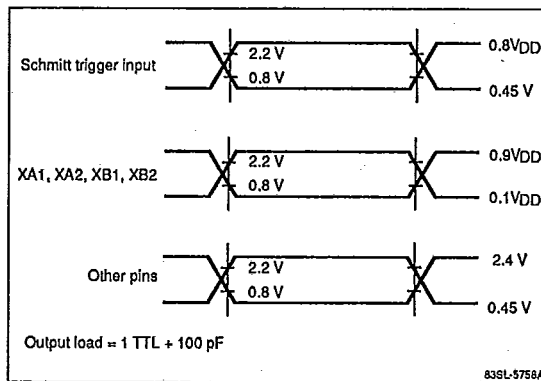 Schmitt trigger input
2.2 V
0.8 V
0.8VDD
0.45 V
XA1, XA2, XB1, XB2
2.2 V
0.8 V
0.9VDD
0.1VDD
Other pins
2.2 V
0.8 V
2.4 V
0.45 V
Output load = 1 TTL + 100 pF
83SL-5758A